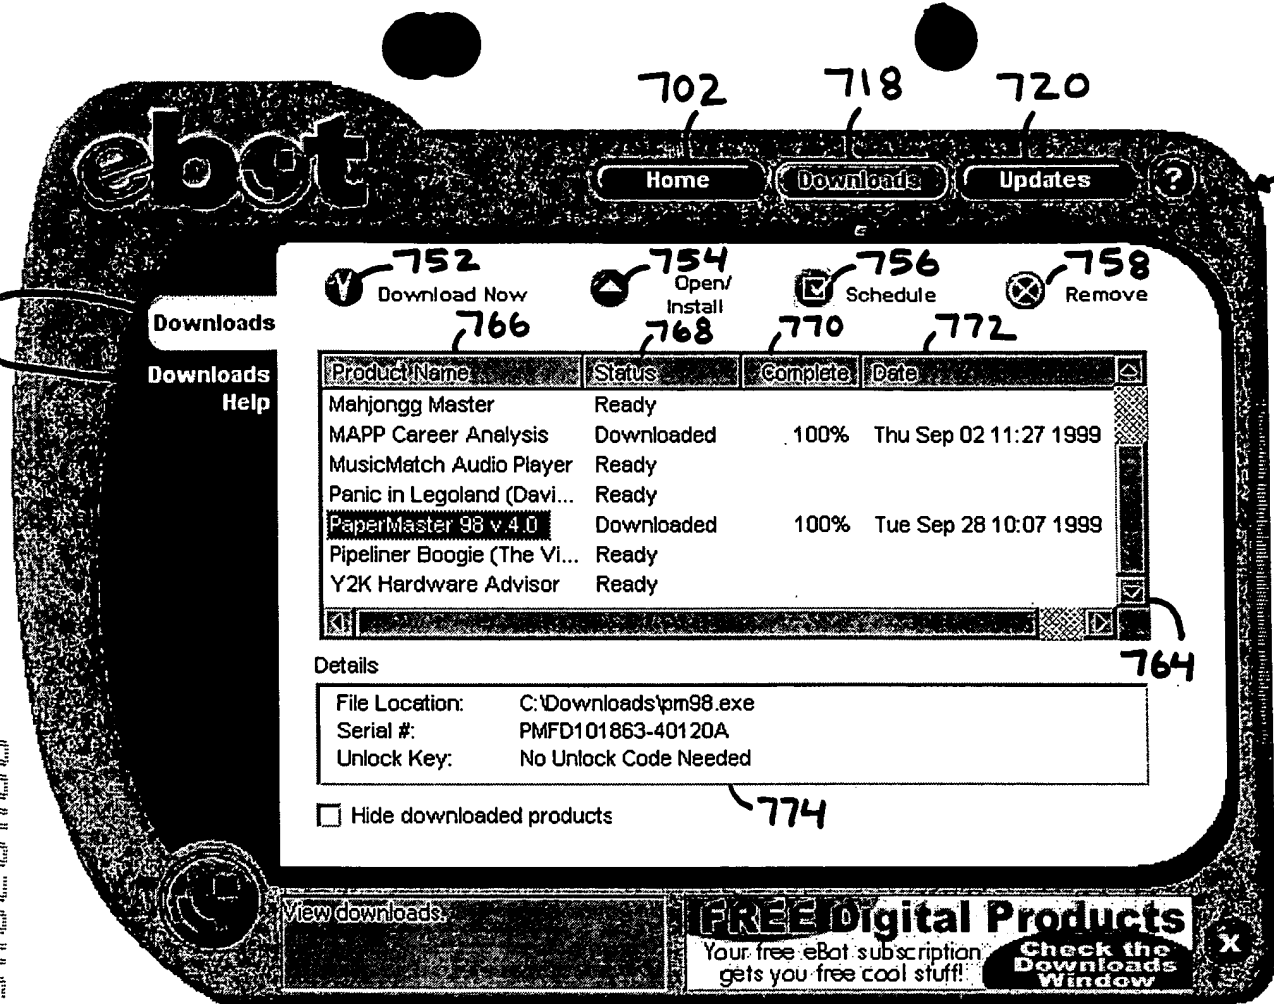 702 718 720
ebot
Home Downloads Updates ?
752 754 756 758
Download Now Open/ Install Schedule Remove
Downloads
Downloads Help
766 768 770 772
Product Name Status Complete Date
Mahjongg Master Ready
MAPP Career Analysis Downloaded 100% Thu Sep 02 11:27 1999
MusicMatch Audio Player Ready
Panic in Legoland (Davi... Ready
PaperMaster 98 v.4.0 Downloaded 100% Tue Sep 28 10:07 1999
Pipeliner Boogie (The Vi... Ready
Y2K Hardware Advisor Ready
764
Details
File Location: C:\Downloads\pm98.exe
Serial #: PMFD101863-40120A
Unlock Key: No Unlock Code Needed
774
Hide downloaded products
View downloads.
FREE Digital Products
Your free eBot subscription
gets you free cool stuff!
Check the
Downloads
Window
X